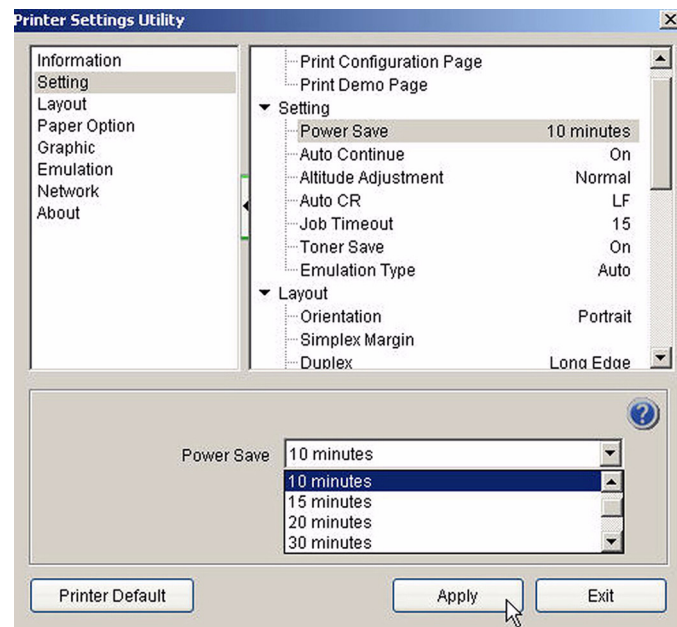 Printer Settings Utility
Information
Setting
Layout
Paper Option
Graphic
Emulation
Network
About
Print Configuration Page
Print Demo Page
Setting
Power Save 10 minutes
Auto Continue On
Altitude Adjustment Normal
Auto CR LF
Job Timeout 15
Toner Save On
Emulation Type Auto
Layout
Orientation Portrait
Simplex Margin
Duplex Long Edge
Power Save 10 minutes
10 minutes
15 minutes
20 minutes
30 minutes
Printer Default Apply Exit